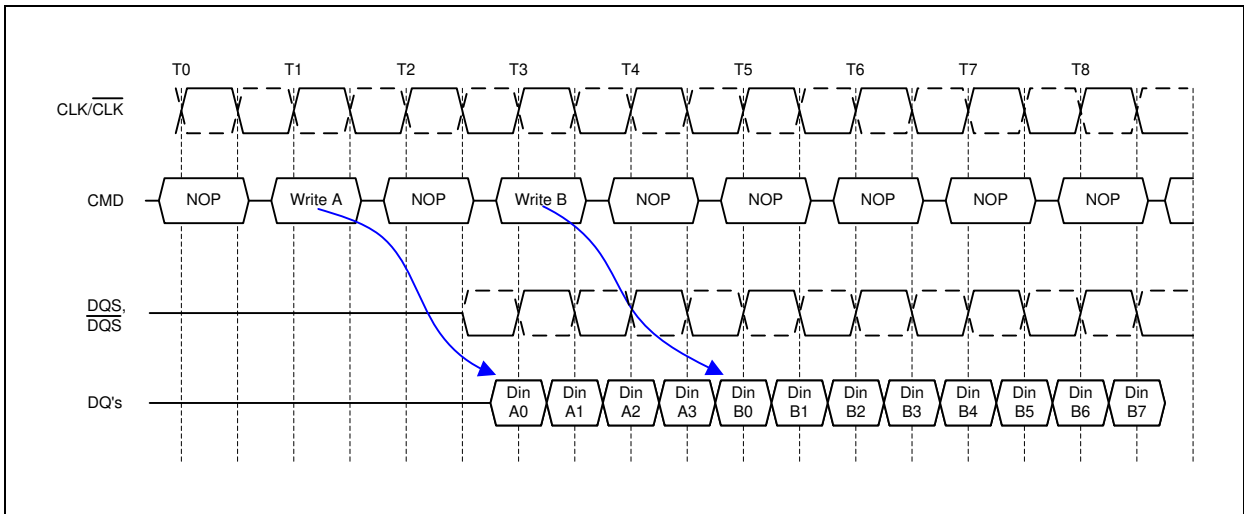 T0 T1 T2 T3 T4 T5 T6 T7 T8
CLK/C̅L̅K̅
CMD NOP Write A NOP Write B NOP NOP NOP NOP NOP
DQS,
D̅Q̅S̅
DQ's Din Din Din Din Din Din Din Din Din Din Din Din
A0 A1 A2 A3 B0 B1 B2 B3 B4 B5 B6 B7